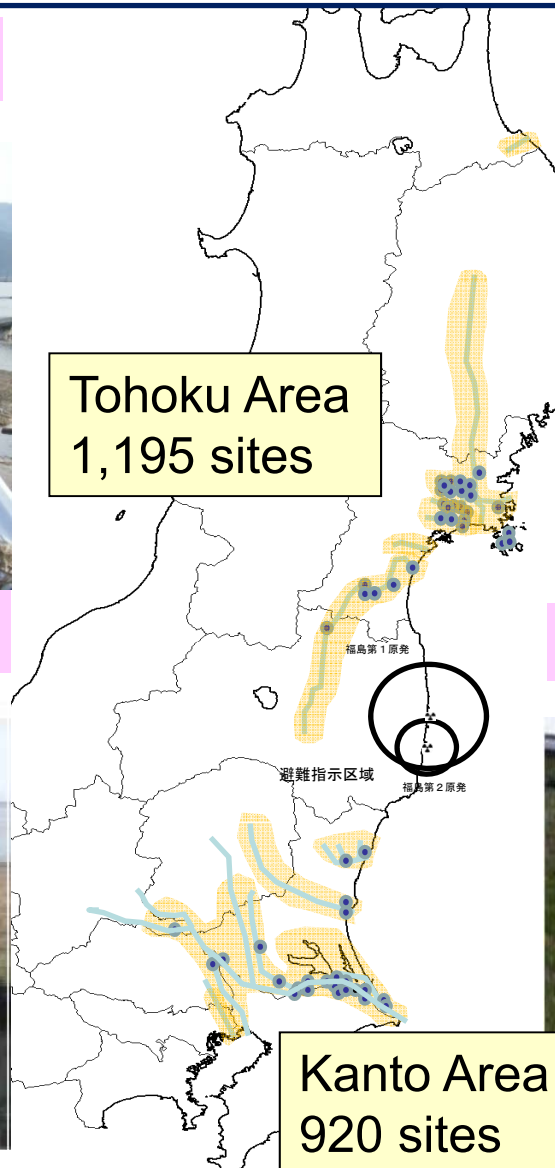 Tohoku Area
1,195 sites
福島第１原発
避難指示区域
福島第２原発
Kanto Area
920 sites